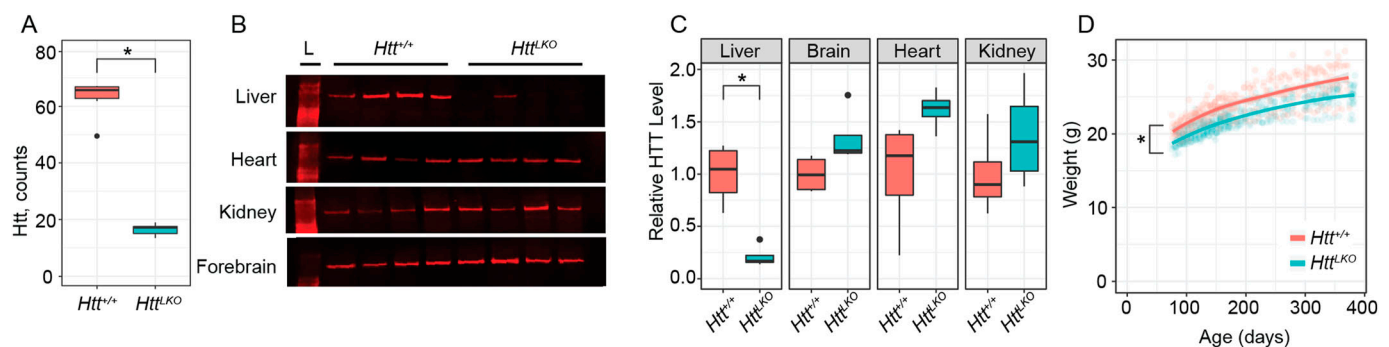 A
Htt, counts
80
60
40
20
0
*
Htt+/+
HttLKO
B
L
Htt+/+
HttLKO
Liver
Heart
Kidney
Forebrain
C
Relative HTT Level
2.0
1.5
1.0
0.5
0.0
Liver
Brain
Heart
Kidney
*
Htt+/+
HttLKO
Htt+/+
HttLKO
Htt+/+
HttLKO
Htt+/+
HttLKO
D
Weight (g)
30
20
10
0
*
Htt+/+
HttLKO
0
100
200
300
400
Age (days)